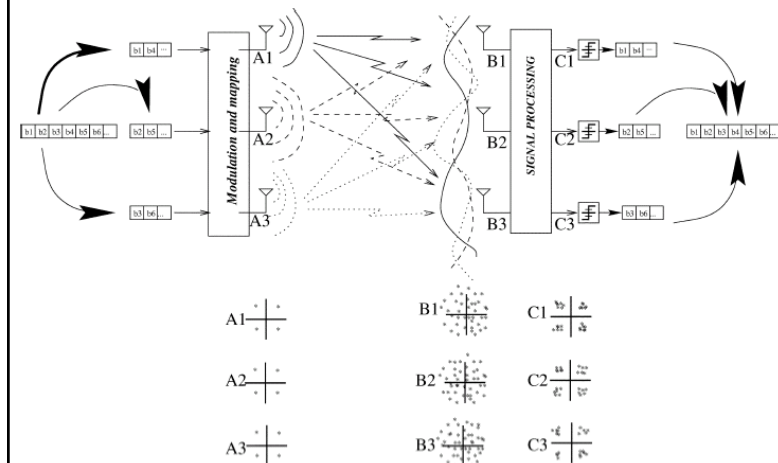 b1 b4 ...
A1
B1
C1
b1 b4 ...
b1 b2 b3 b4 b5 b6,...
b2 b5 ...
Modulation and mapping
A2
B2
SIGNAL PROCESSING
C2
b2 b5 ...
b1 b2 b3 b4 b5 b6 ...
b3 b6,...
A3
B3
C3
b3 b6,...
A1
B1
C1
A2
B2
C2
A3
B3
C3